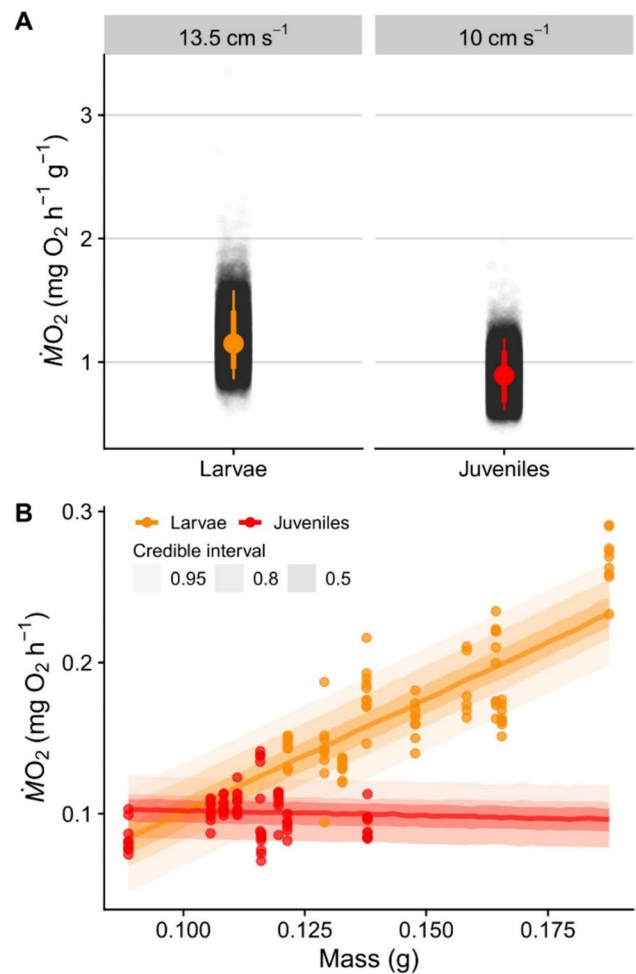 A
13.5 cm s⁻¹ 10 cm s⁻¹
ṀO₂ (mg O₂ h⁻¹ g⁻¹)
3
2
1
Larvae Juveniles
B
ṀO₂ (mg O₂ h⁻¹)
0.3
0.2
0.1
Larvae Juveniles
Credible interval
0.95 0.8 0.5
0.100 0.125 0.150 0.175
Mass (g)